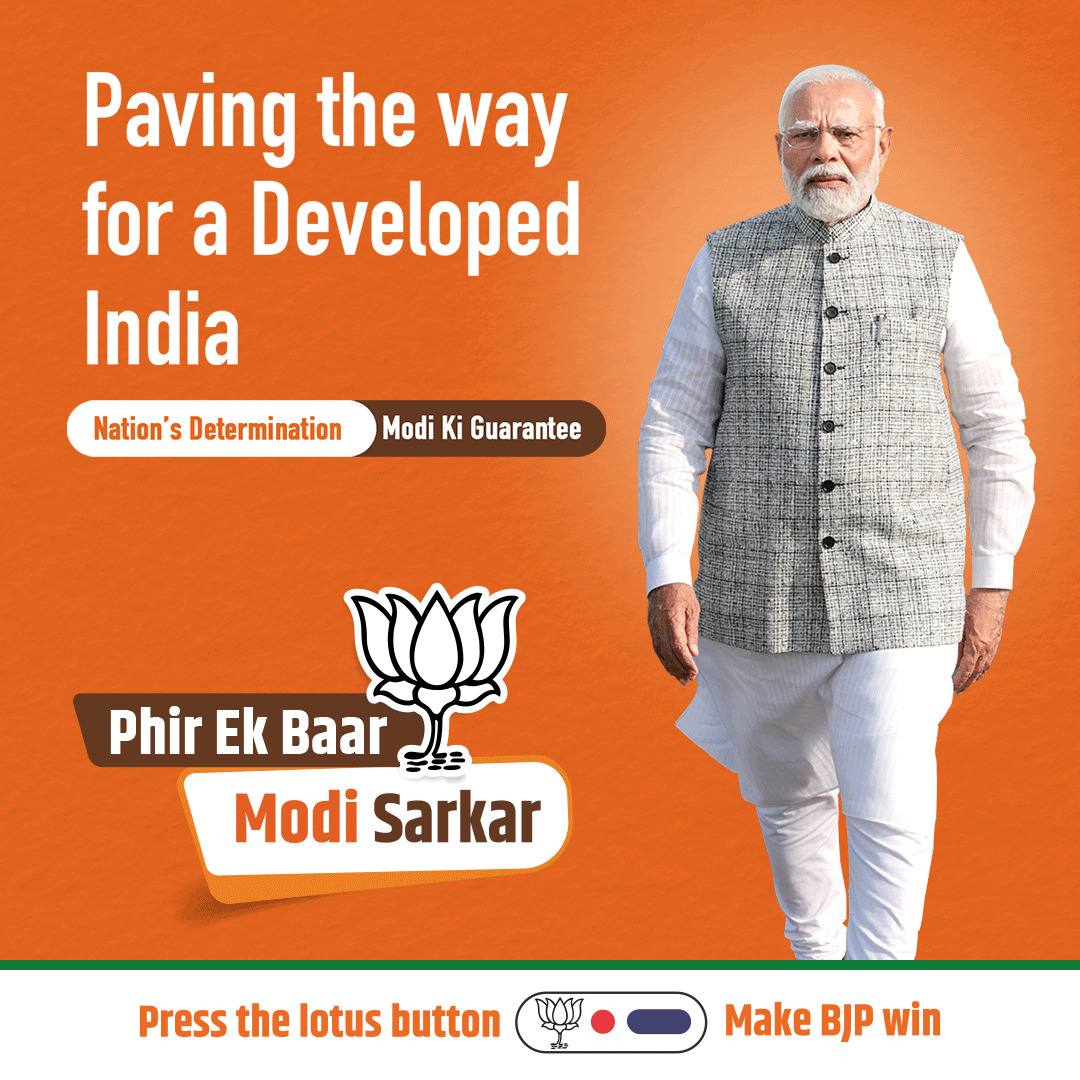 Paving the way
for a Developed
India
Nation's Determination Modi Ki Guarantee
Phir Ek Baar
Modi Sarkar
Press the lotus button Make BJP win